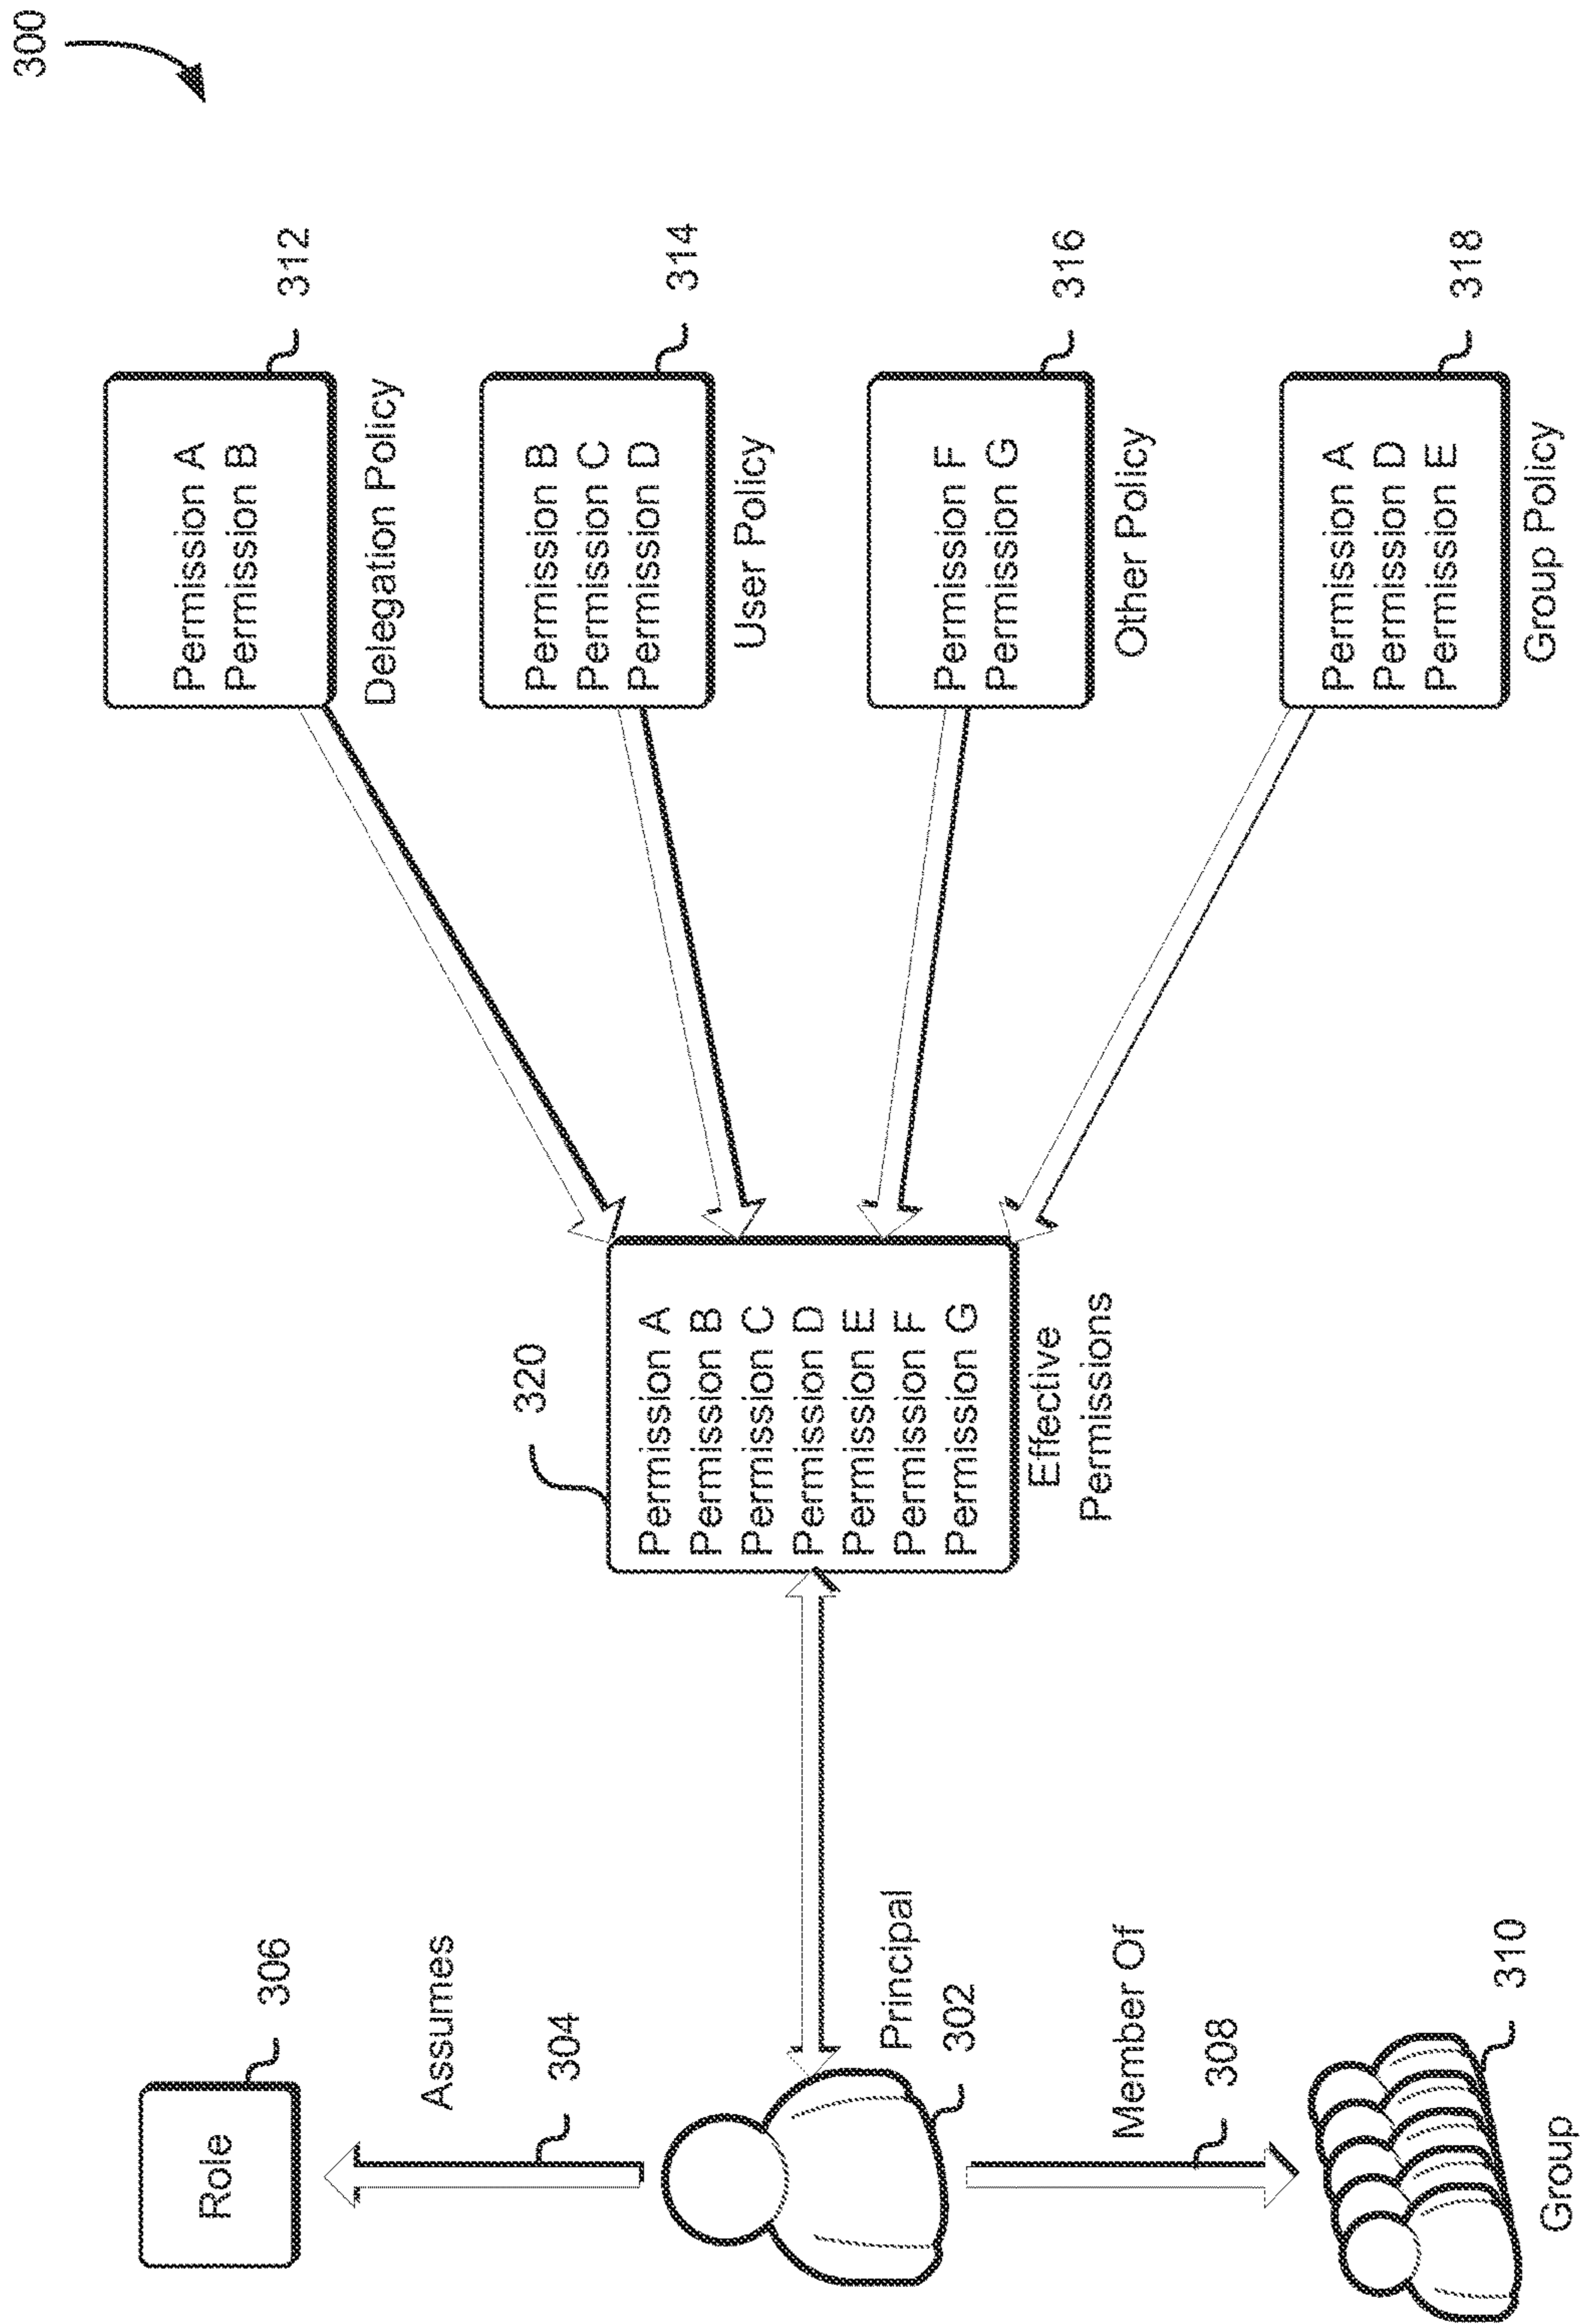 300
Role
306
Assumes
304
Principal
302
Member Of
308
310
Group
320
Permission A
Permission B
Permission C
Permission D
Permission E
Permission F
Permission G
Effective
Permissions
Permission A
Permission B
312
Delegation Policy
Permission B
Permission C
Permission D
314
User Policy
Permission F
Permission G
316
Other Policy
Permission A
Permission D
Permission E
318
Group Policy